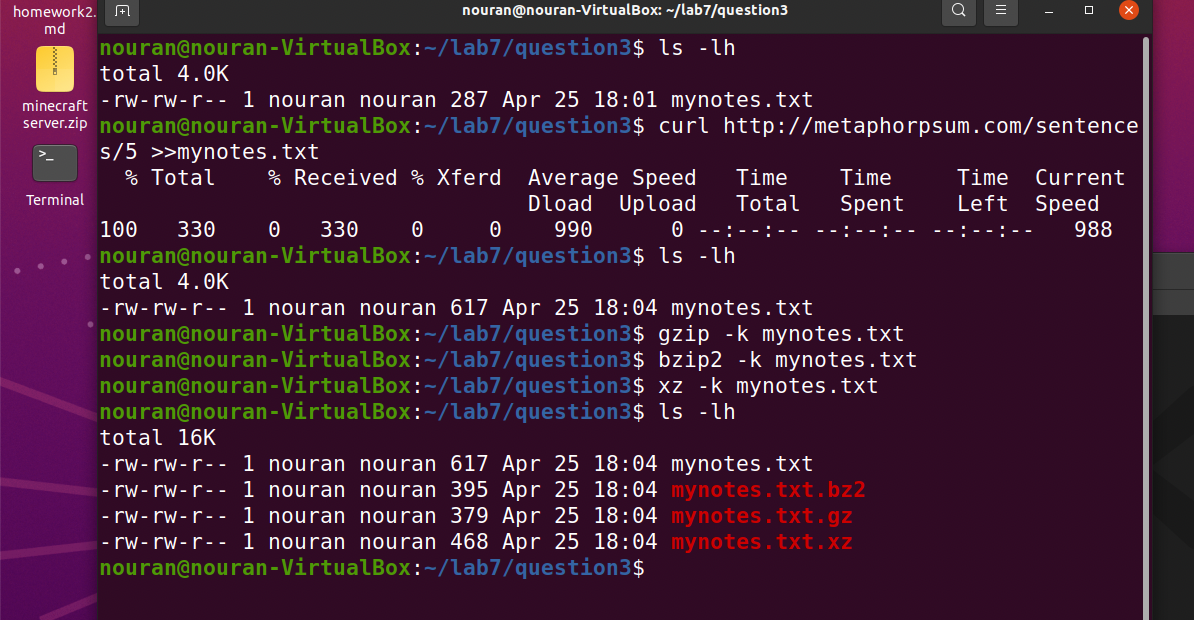 homework2.
md
minecraft
server.zip
>_
Terminal
nouran@nouran-VirtualBox: ~/lab7/question3
nouran@nouran-VirtualBox:~/lab7/question3$ ls -lh
total 4.0K
-rw-rw-r-- 1 nouran nouran 287 Apr 25 18:01 mynotes.txt
nouran@nouran-VirtualBox:~/lab7/question3$ curl http://metaphorpsum.com/sentence
s/5 >>mynotes.txt
  % Total    % Received % Xferd  Average Speed   Time    Time     Time  Current
                                 Dload  Upload   Total   Spent    Left  Speed
100   330    0   330    0     0    990      0 --:--:-- --:--:-- --:--:--   988
nouran@nouran-VirtualBox:~/lab7/question3$ ls -lh
total 4.0K
-rw-rw-r-- 1 nouran nouran 617 Apr 25 18:04 mynotes.txt
nouran@nouran-VirtualBox:~/lab7/question3$ gzip -k mynotes.txt
nouran@nouran-VirtualBox:~/lab7/question3$ bzip2 -k mynotes.txt
nouran@nouran-VirtualBox:~/lab7/question3$ xz -k mynotes.txt
nouran@nouran-VirtualBox:~/lab7/question3$ ls -lh
total 16K
-rw-rw-r-- 1 nouran nouran 617 Apr 25 18:04 mynotes.txt
-rw-rw-r-- 1 nouran nouran 395 Apr 25 18:04 mynotes.txt.bz2
-rw-rw-r-- 1 nouran nouran 379 Apr 25 18:04 mynotes.txt.gz
-rw-rw-r-- 1 nouran nouran 468 Apr 25 18:04 mynotes.txt.xz
nouran@nouran-VirtualBox:~/lab7/question3$